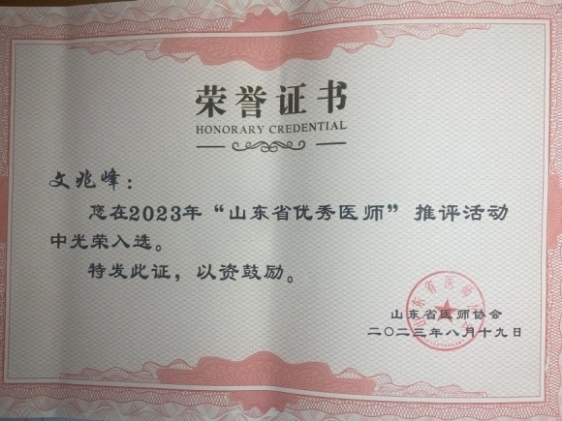 荣誉证书
HONORARY CREDENTIAL
文兆峰：
您在2023年“山东省优秀医师”推评活动
中光荣入选。
特发此证，以资鼓励。
山东省医师协会
二〇二三年八月十九日